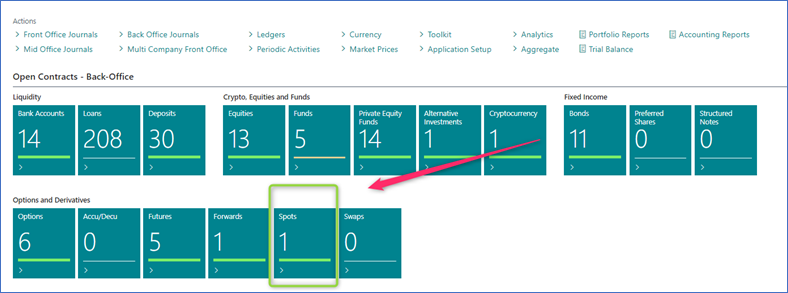 Actions
Front Office Journals
Back Office Journals
Ledgers
Currency
Toolkit
Analytics
Portfolio Reports
Accounting Reports
Mid Office Journals
Multi Company Front Office
Periodic Activities
Market Prices
Application Setup
Aggregate
Trial Balance
Open Contracts - Back-Office
Liquidity
Bank Accounts
14
Loans
208
Deposits
30
Crypto, Equities and Funds
Equities
13
Funds
5
Private Equity
Funds
14
Alternative
Investments
1
Cryptocurrency
1
Fixed Income
Bonds
11
Preferred
Shares
0
Structured
Notes
0
Options and Derivatives
Options
6
Accu/Decu
0
Futures
5
Forwards
1
Spots
1
Swaps
0